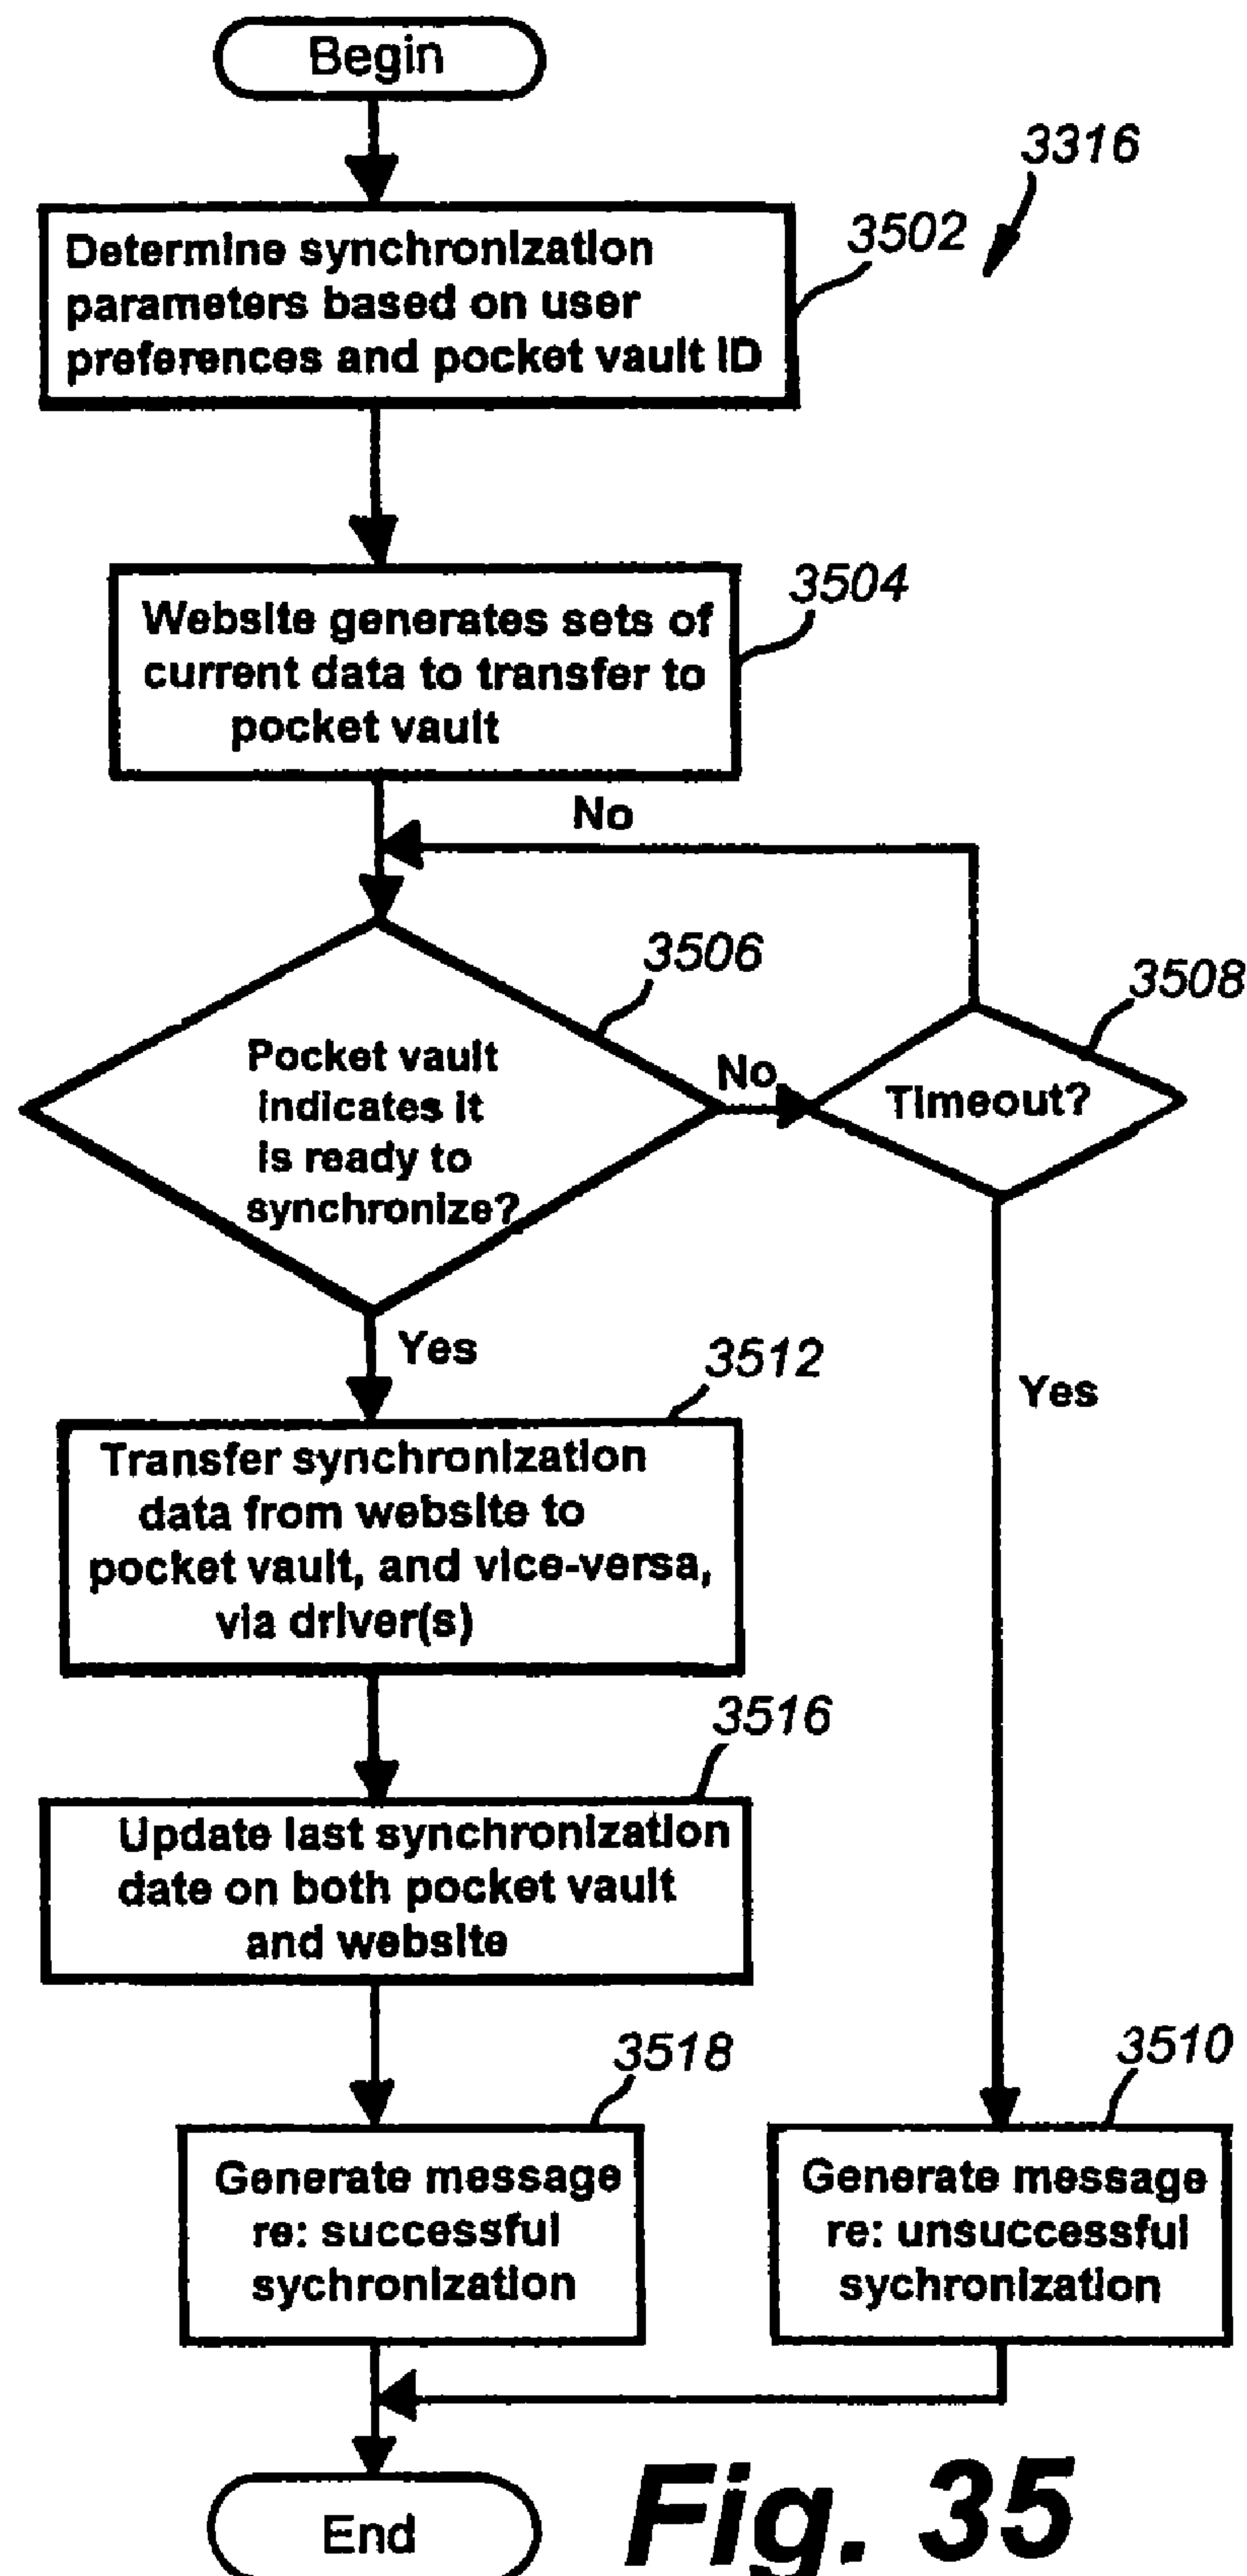 Begin
3316
Determine synchronization
parameters based on user
preferences and pocket vault ID
3502
Website generates sets of
current data to transfer to
pocket vault
3504
No
Pocket vault
indicates it
is ready to
synchronize?
3506
No
Timeout?
3508
Yes
Yes
Transfer synchronization
data from website to
pocket vault, and vice-versa,
via driver(s)
3512
Update last synchronization
date on both pocket vault
and website
3516
Generate message
re: successful
sychronization
3518
Generate message
re: unsuccessful
sychronization
3510
End
Fig. 35